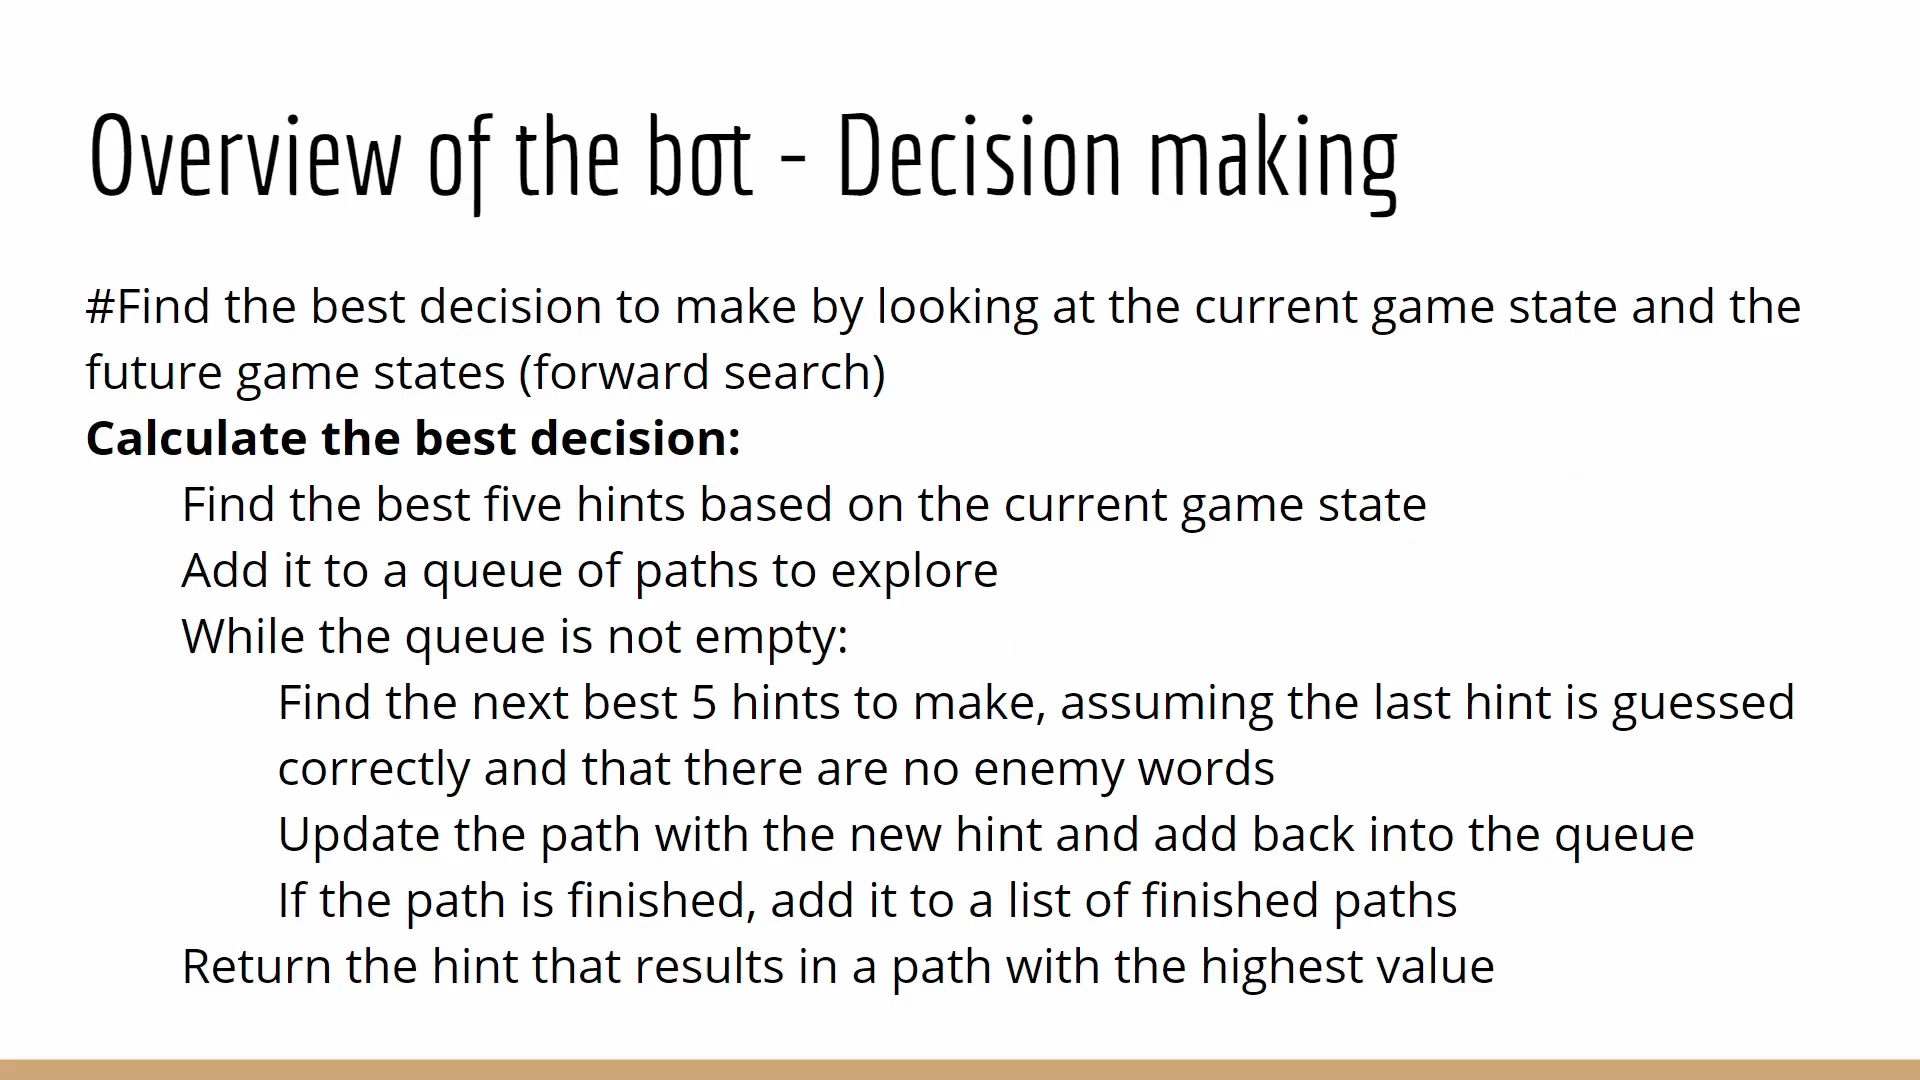 Overview of the bot - Decision making
#Find the best decision to make by looking at the current game state and the
future game states (forward search)
Calculate the best decision:
Find the best five hints based on the current game state
Add it to a queue of paths to explore
While the queue is not empty:
Find the next best 5 hints to make, assuming the last hint is guessed
correctly and that there are no enemy words
Update the path with the new hint and add back into the queue
If the path is finished, add it to a list of finished paths
Return the hint that results in a path with the highest value